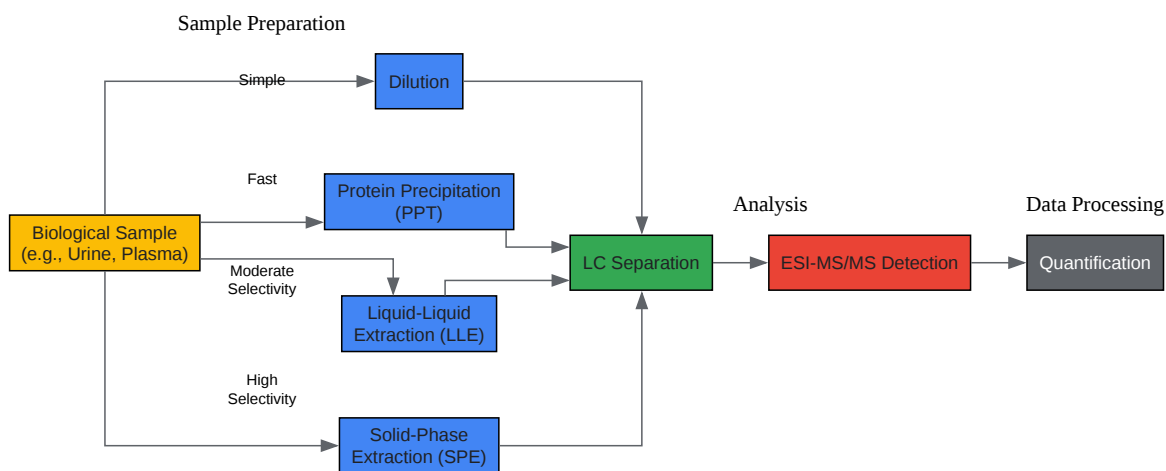 Sample Preparation
Simple
Dilution
Fast
Protein Precipitation
(PPT)
Biological Sample
(e.g., Urine, Plasma)
Moderate
Selectivity
Liquid-Liquid
Extraction (LLE)
High
Selectivity
Solid-Phase
Extraction (SPE)
LC Separation
Analysis
ESI-MS/MS Detection
Data Processing
Quantification